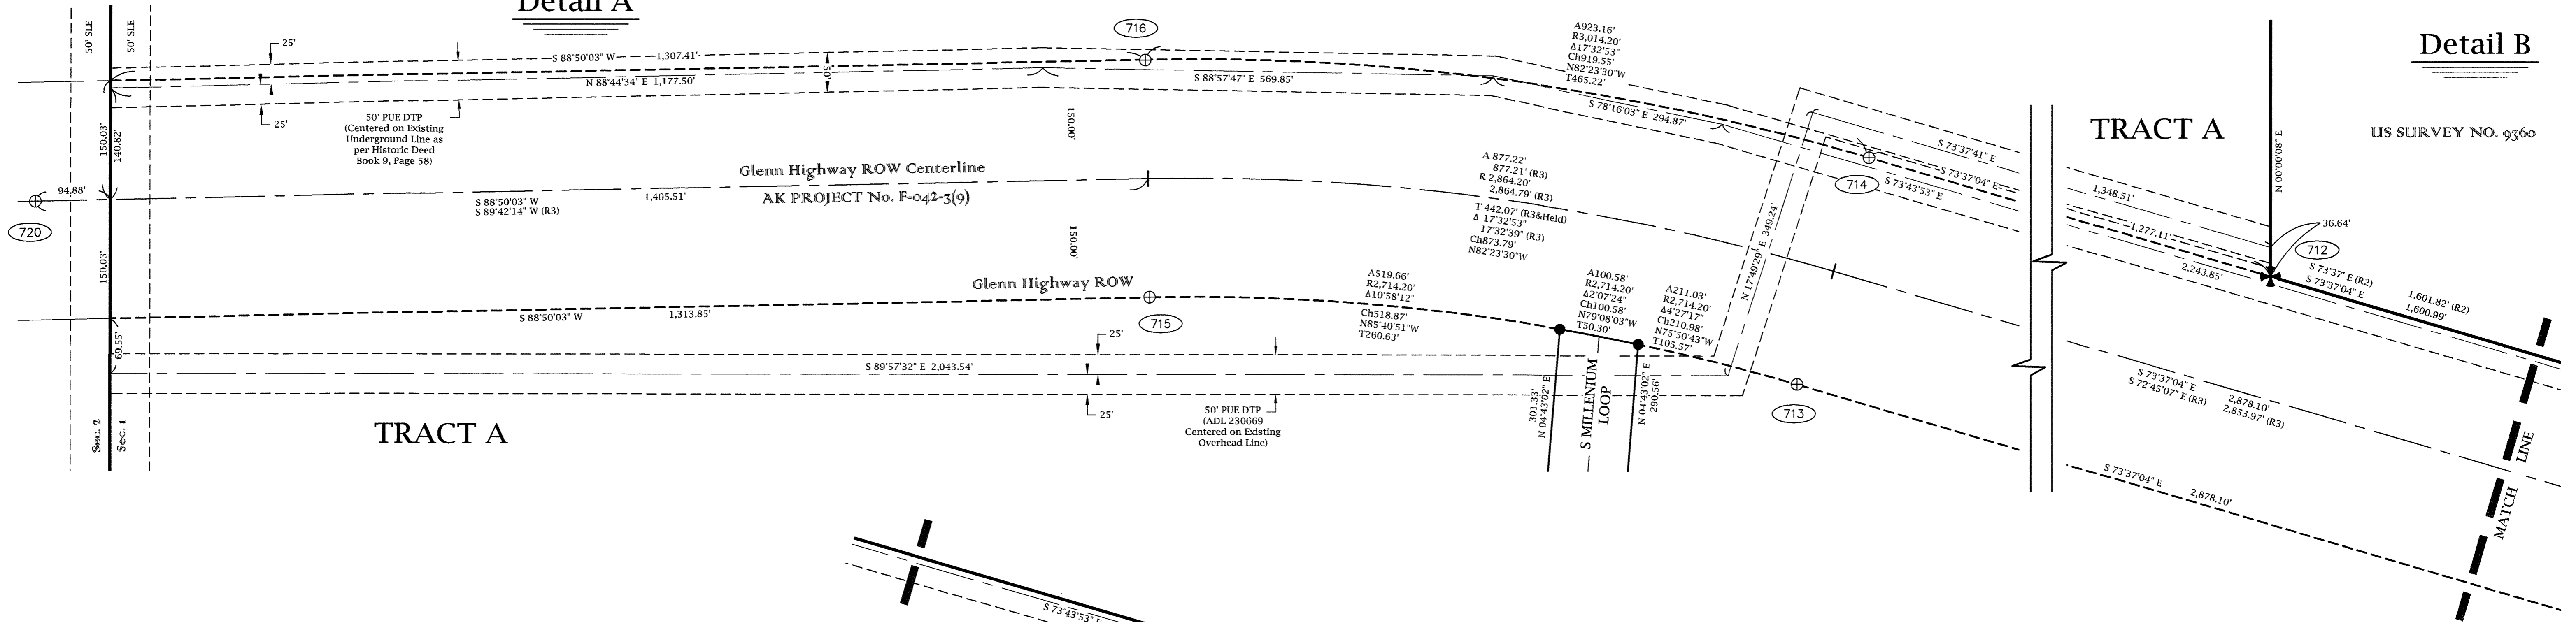 Detail A
50' SLE
50' SLE
25'
S 88°50'03" W 1,307.41'
N 88°44'34" E 1,177.50'
50'
25'
716
S 88°57'47" E 569.85'
A923.16'
R3,014.20'
Δ17°32'53"
Ch919.55'
N82°23'30"W
T465.22'
S 78°16'03" E 294.87'
50' PUE DTP
(Centered on Existing
Underground Line as
per Historic Deed
Book 9, Page 58)
150.03'
140.82'
150.00'
94.88'
720
Glenn Highway ROW Centerline
AK PROJECT No. F-042-3(9)
S 88°50'03" W
S 89°42'14" W (R3)
1,405.51'
A 877.22'
877.21' (R3)
R 2,864.20'
2,864.79' (R3)
T 442.07' (R3&Held)
Δ 17°32'53"
17°32'39" (R3)
Ch873.79'
N82°23'30"W
150.03'
150.00'
Glenn Highway ROW
S 88°50'03" W 1,313.85'
715
A519.66'
R2,714.20'
Δ10°58'12"
Ch518.87'
N85°40'51"W
T260.63'
A100.58'
R2,714.20'
Δ2°07'24"
Ch100.58'
N79°08'03"W
T50.30'
A211.03'
R2,714.20'
Δ4°27'17"
Ch210.98'
N75°50'43"W
T105.57'
N 17°49'29" E 349.24'
69.55'
25'
S 89°57'32" E 2,043.54'
25'
50' PUE DTP
(ADL 230669
Centered on Existing
Overhead Line)
Sec. 2
Sec. 1
TRACT A
301.33'
N 04°43'02" E
S MILLENIUM
LOOP
N 04°43'02" E
290.56'
713
714
S 73°37'41" E
S 73°37'04" E
S 73°43'53" E
Detail B
TRACT A
US SURVEY NO. 9360
N 00°00'08" E
1,348.51'
1,277.11'
2,243.85'
36.64'
712
S 73°37' E (R2)
S 73°37'04" E
1,601.82' (R2)
1,600.99'
S 73°37'04" E
S 72°45'07" E (R3)
2,878.10'
2,853.97' (R3)
S 73°37'04" E 2,878.10'
MATCH LINE
S 73°43'53" E